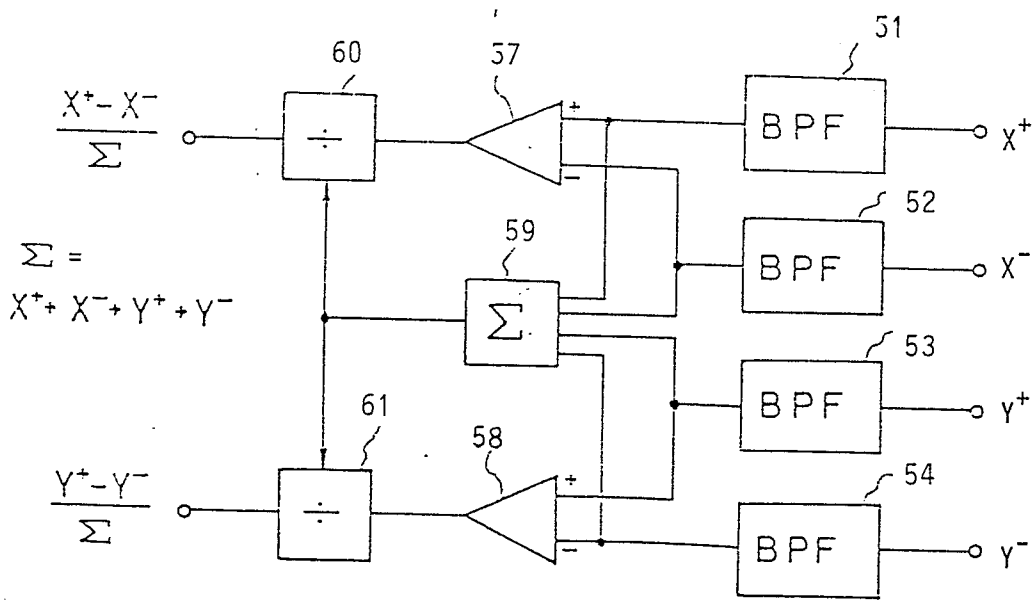 60
57
51
X⁺ − X⁻
Σ
÷
+
−
BPF
X⁺
52
BPF
X⁻
Σ =
X⁺ + X⁻ + Y⁺ + Y⁻
59
Σ
53
BPF
Y⁺
61
58
Y⁺ − Y⁻
Σ
÷
+
−
54
BPF
Y⁻